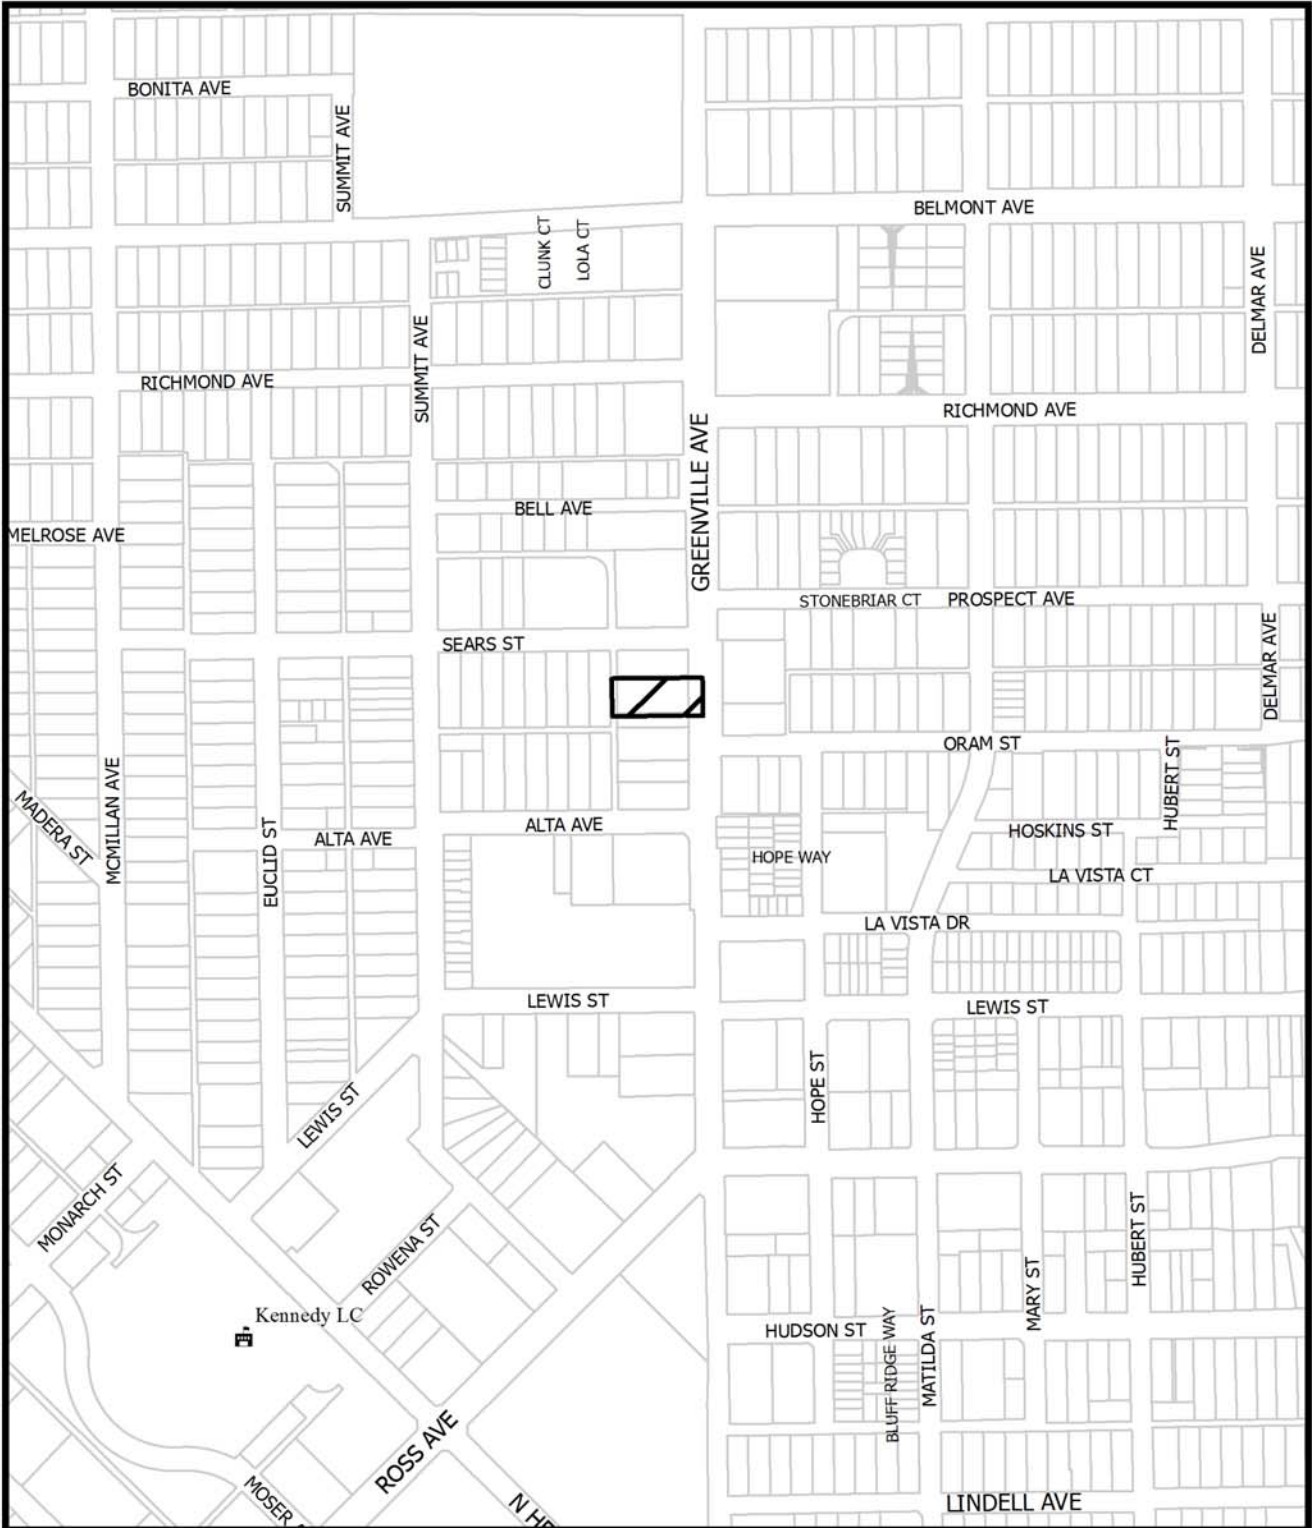 BONITA AVE
SUMMIT AVE
BELMONT AVE
CLUNK CT
LOLA CT
DELMAR AVE
SUMMIT AVE
RICHMOND AVE
RICHMOND AVE
GREENVILLE AVE
BELL AVE
MELROSE AVE
STONEBRIAR CT
PROSPECT AVE
SEARS ST
DELMAR AVE
ORAM ST
HUBERT ST
MCMILLAN AVE
MADERA ST
EUCLID ST
ALTA AVE
ALTA AVE
HOSKINS ST
HOPE WAY
LA VISTA CT
LA VISTA DR
LEWIS ST
LEWIS ST
HOPE ST
LEWIS ST
MONARCH ST
ROWENA ST
HUBERT ST
MARY ST
Kennedy LC
HUDSON ST
BLUFF RIDGE WAY
MATILDA ST
ROSS AVE
MOSER
N
LINDELL AVE